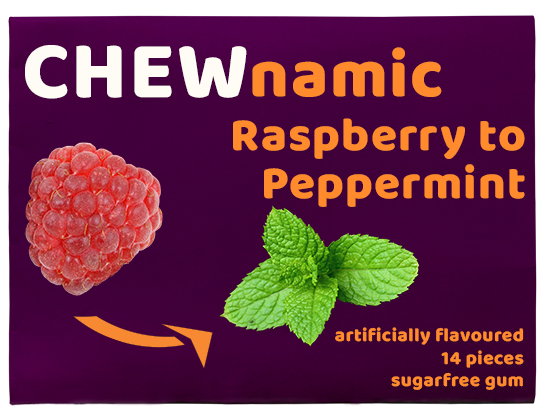 CHEWnamic
Raspberry to
Peppermint
artificially flavoured
14 pieces
sugarfree gum